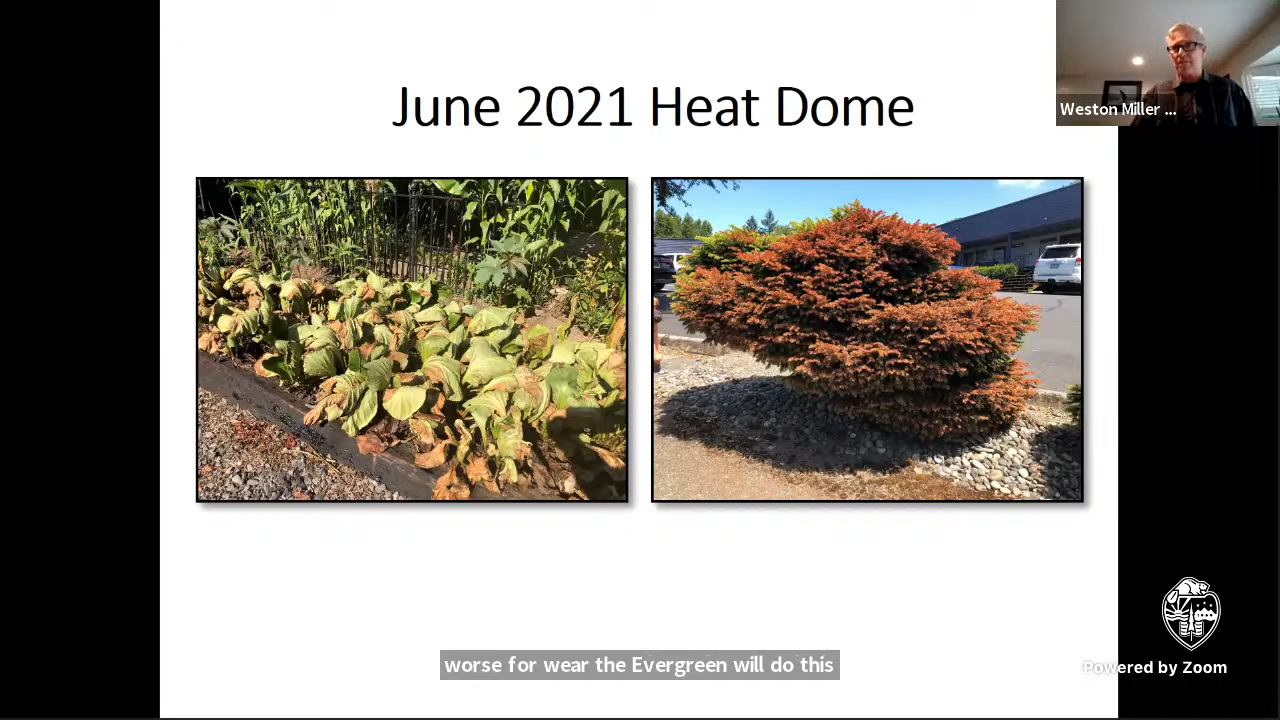 June 2021 Heat Dome
Weston Miller ...
worse for wear the Evergreen will do this
Powered by Zoom